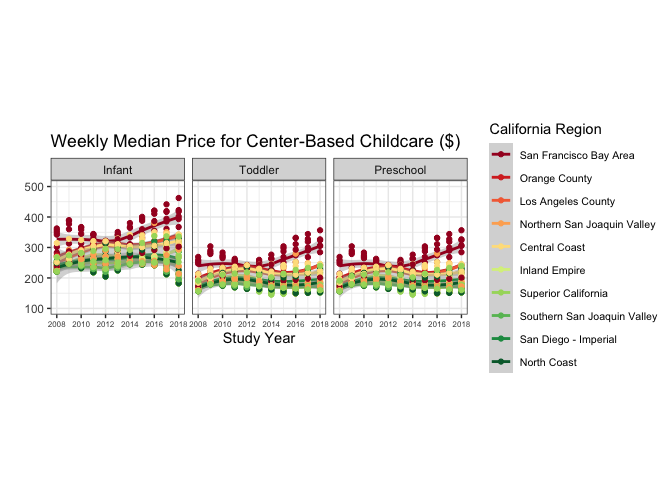 Weekly Median Price for Center-Based Childcare ($)
Infant Toddler Preschool
500
400
300
200
100
2008 2010 2012 2014 2016 2018 2008 2010 2012 2014 2016 2018 2008 2010 2012 2014 2016 2018
Study Year
California Region
San Francisco Bay Area
Orange County
Los Angeles County
Northern San Joaquin Valley
Central Coast
Inland Empire
Superior California
Southern San Joaquin Valley
San Diego - Imperial
North Coast